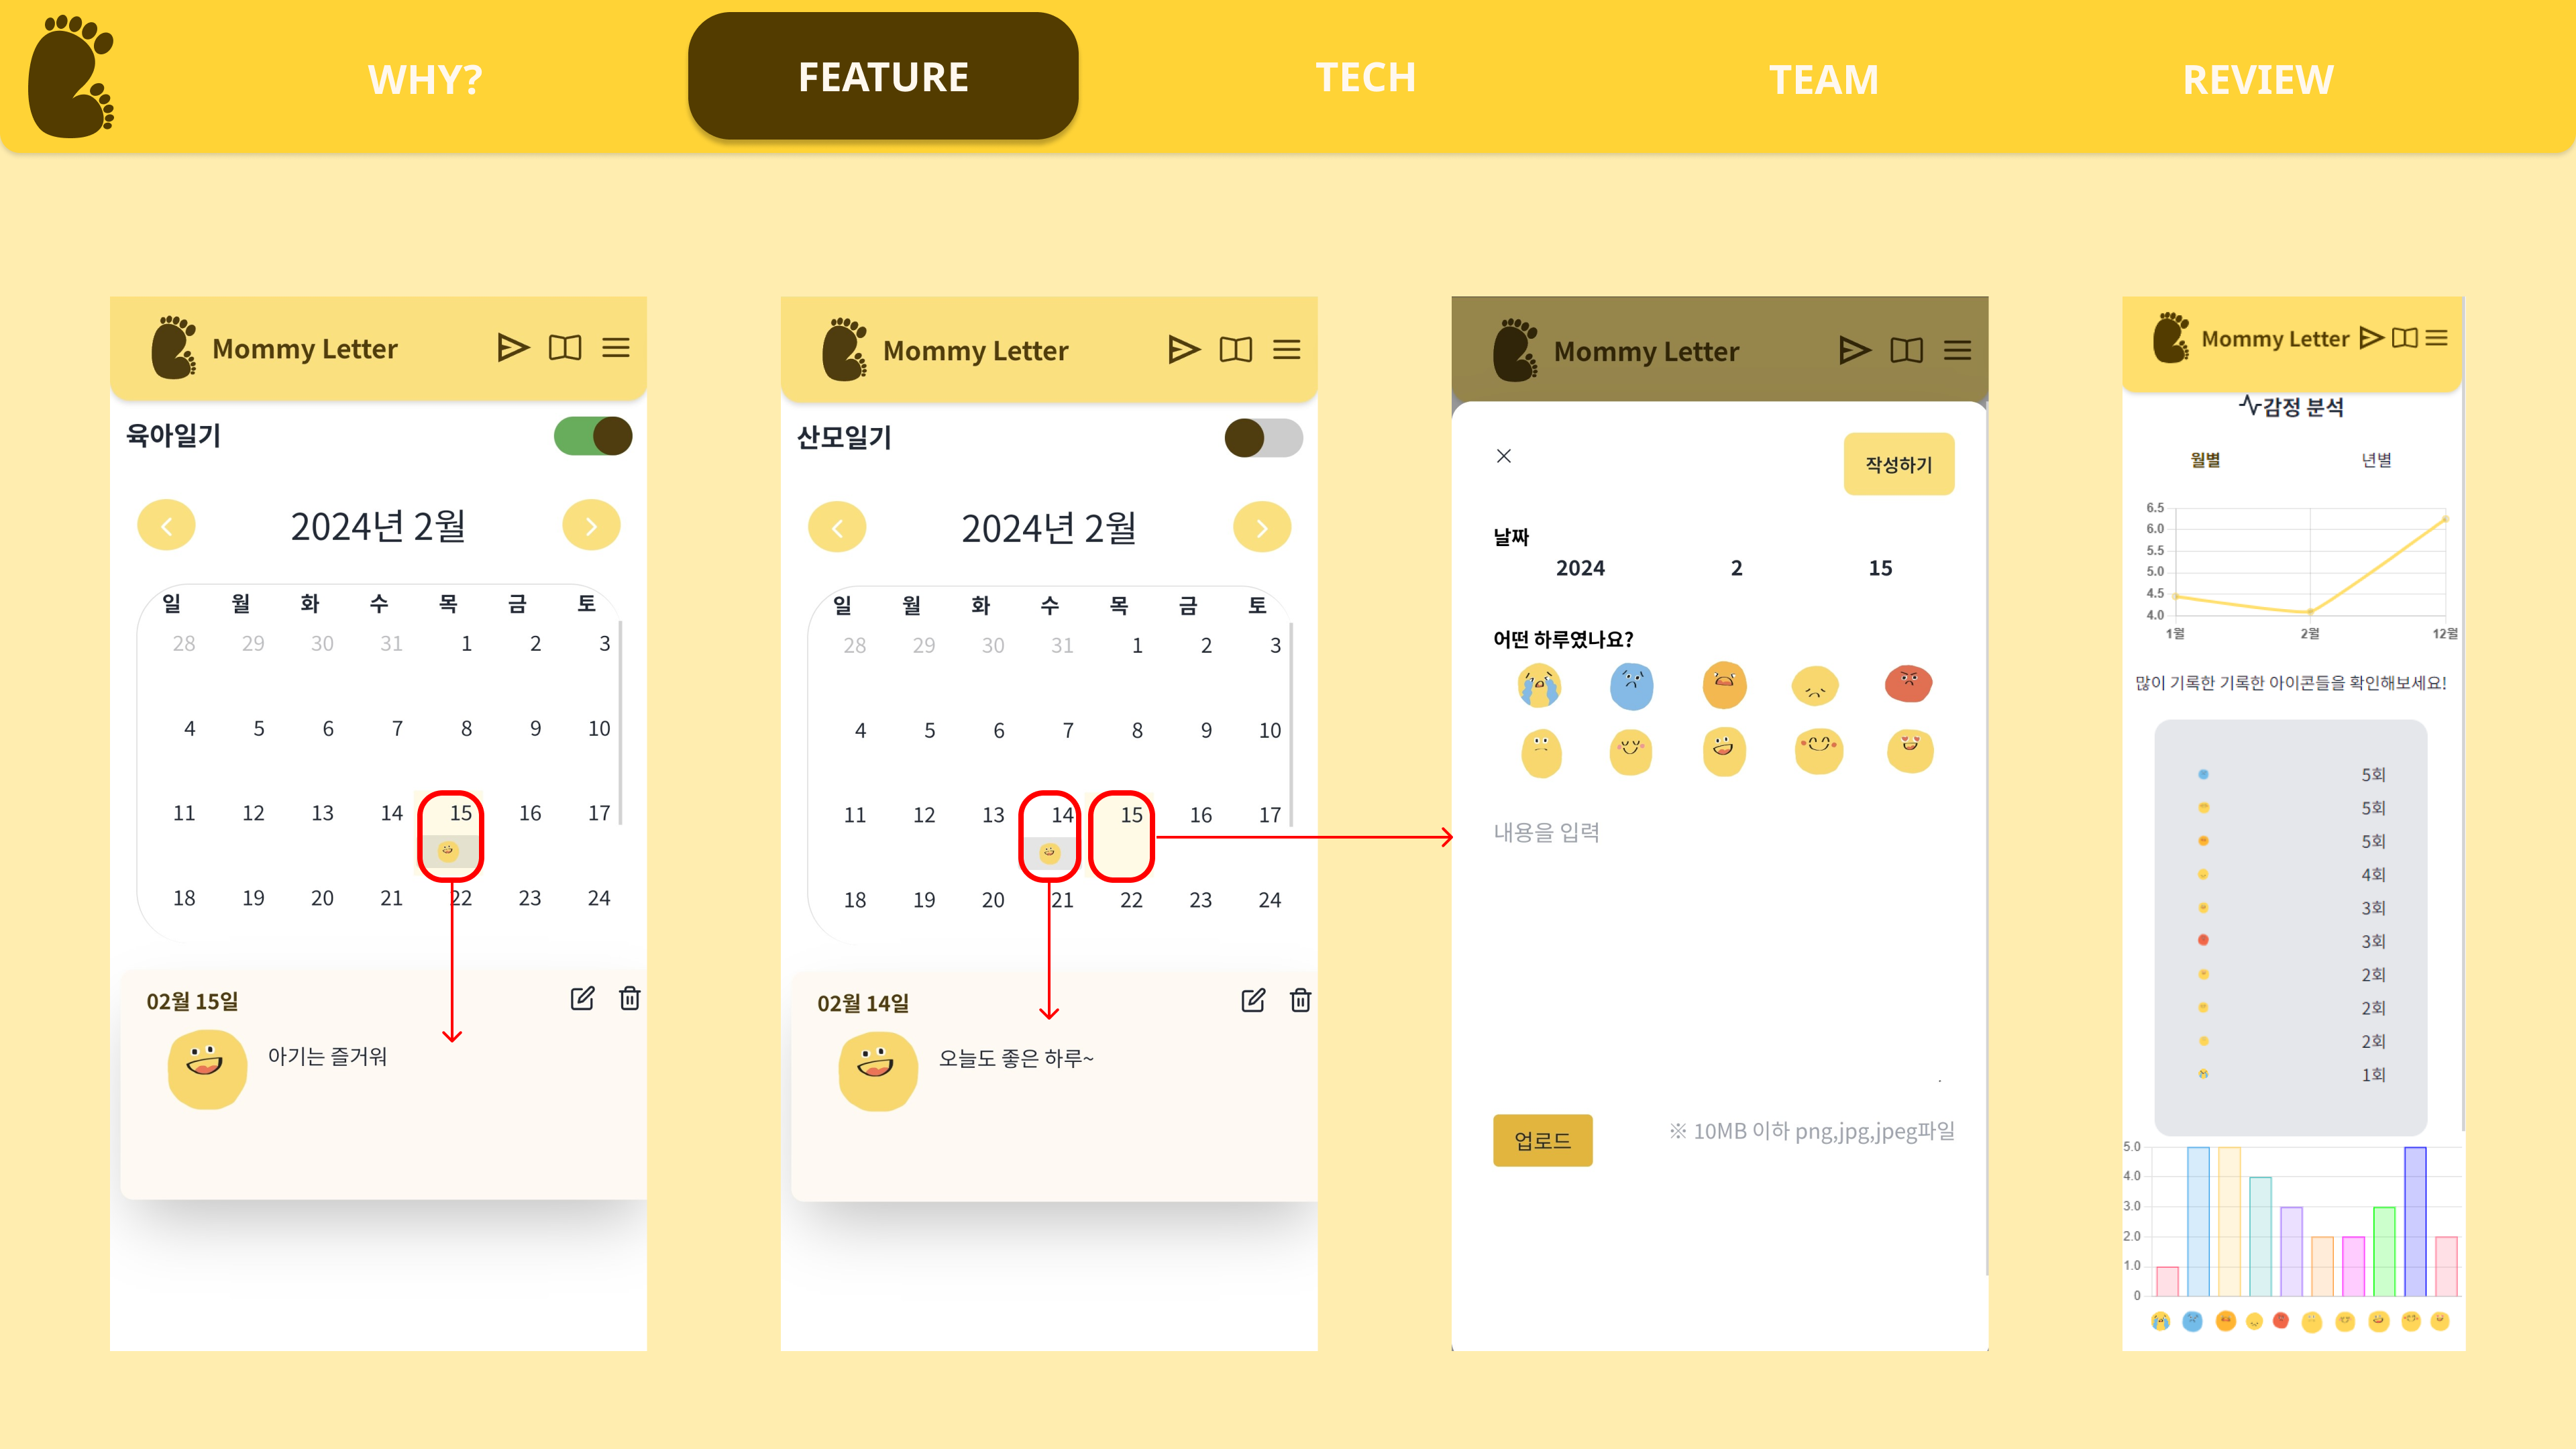 WHY?
FEATURE
TECH
TEAM
REVIEW
Mommy Letter
육아일기
2024년 2월
일 월 화 수 목 금 토
28 29 30 31 1 2 3
4 5 6 7 8 9 10
11 12 13 14 15 16 17
18 19 20 21 22 23 24
02월 15일
아기는 즐거워
Mommy Letter
산모일기
2024년 2월
일 월 화 수 목 금 토
28 29 30 31 1 2 3
4 5 6 7 8 9 10
11 12 13 14 15 16 17
18 19 20 21 22 23 24
02월 14일
오늘도 좋은 하루~
Mommy Letter
작성하기
날짜
2024 2 15
어떤 하루였나요?
내용을 입력
업로드
※ 10MB 이하 png,jpg,jpeg파일
Mommy Letter
감정 분석
월별 년별
6.5
6.0
5.5
5.0
4.5
4.0
1월 2월 12월
많이 기록한 기록한 아이콘들을 확인해보세요!
5회
5회
5회
4회
3회
3회
2회
2회
2회
1회
5.0
4.0
3.0
2.0
1.0
0